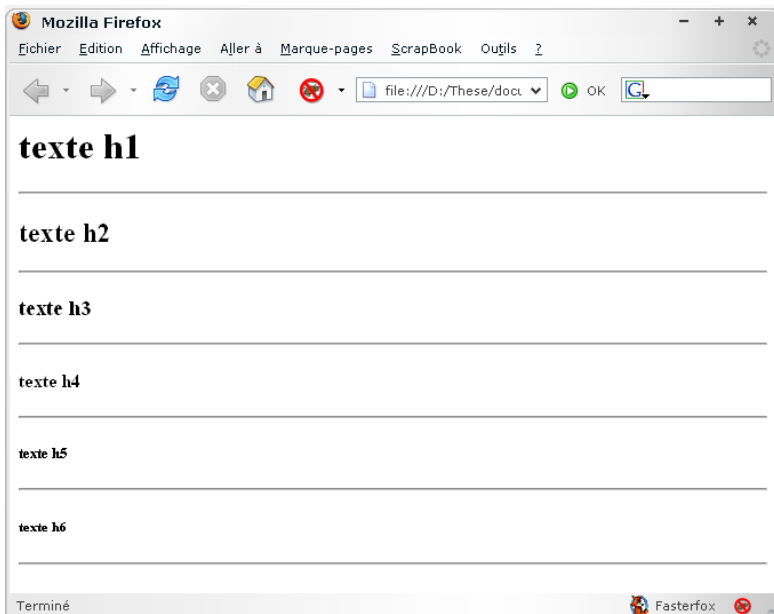 Mozilla Firefox
Fichier Edition Affichage Aller à Marque-pages ScrapBook Outils ?
file:///D:/These/docu OK G
texte h1
texte h2
texte h3
texte h4
texte h5
texte h6
Terminé Fasterfox